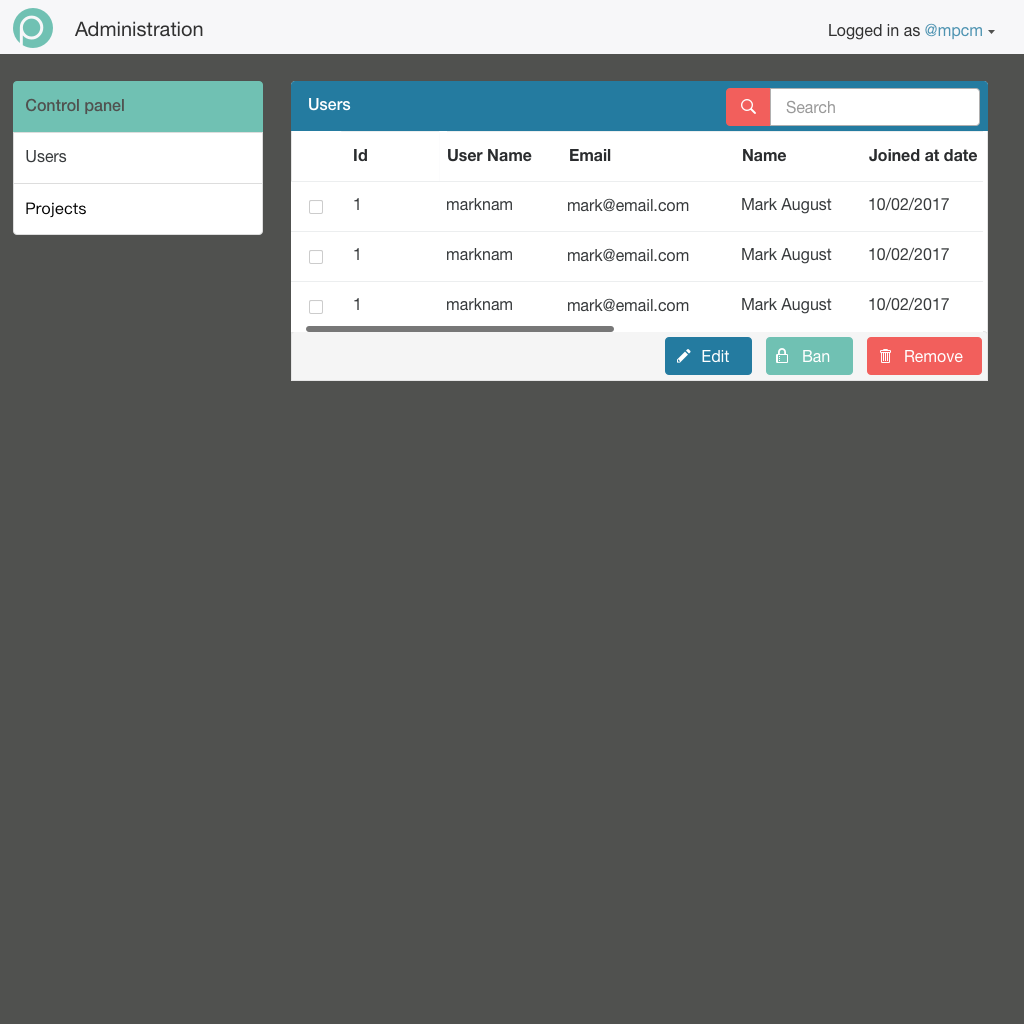 Administration
Logged in as @mpcm
Control panel
Users
Projects
Users
Search
Id User Name Email Name Joined at date
1 marknam mark@email.com Mark August 10/02/2017
1 marknam mark@email.com Mark August 10/02/2017
1 marknam mark@email.com Mark August 10/02/2017
Edit Ban Remove